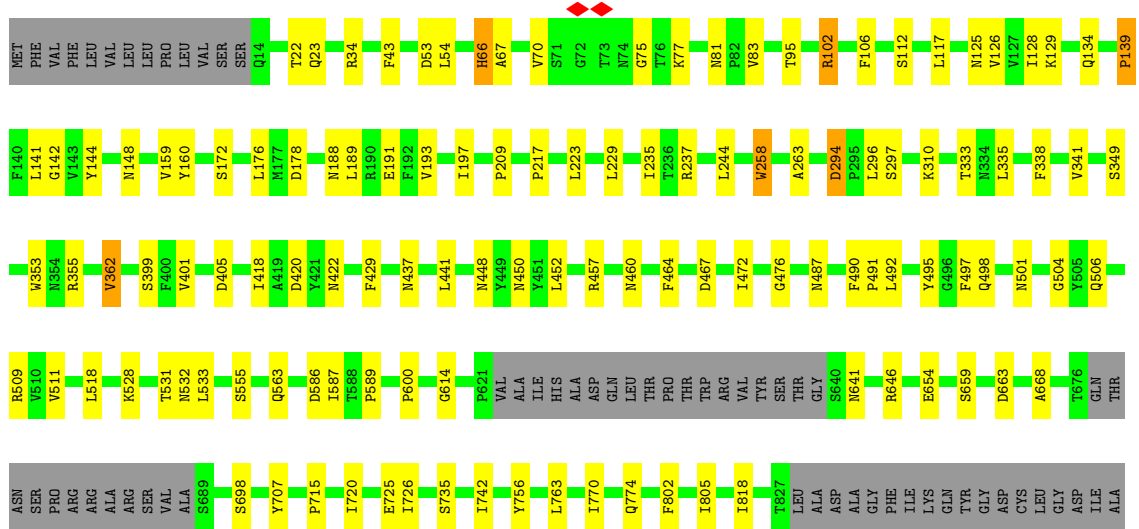 MET PHE VAL PHE LEU VAL LEU LEU PRO LEU VAL SER SER Q14 T22 Q23 R34 F43 D53 L54 H66 A67 V70 S71 G72 T73 N74 G75 T76 K77 N81 P82 V83 T95 R102 F106 S112 L117 N125 V126 V127 I128 K129 Q134 P139
F140 L141 G142 V143 Y144 N148 V159 Y160 S172 L176 M177 D178 N188 L189 R190 E191 F192 V193 I197 P209 P217 L223 L229 I235 T236 R237 L244 W258 A263 D294 P295 L296 S297 K310 T333 N334 L335 F338 V341 S349
W353 N354 R355 V362 S399 F400 V401 D405 I418 A419 D420 Y421 N422 F429 N437 L441 N448 Y449 N450 Y451 L452 R457 N460 F464 D467 I472 G476 N487 F490 P491 L492 Y495 G496 F497 Q498 N501 G504 Y505 Q506
R509 V510 V511 L518 K528 T531 N532 L533 S555 Q563 D586 I587 T588 P589 P600 G614 P621 VAL ALA ILE HIS ALA ASP GLN LEU THR PRO THR TRP ARG VAL TYR SER THR GLY S640 N641 R646 E654 S659 D663 A668 T676 GLN THR
ASN SER PRO ARG ARG ALA ARG SER VAL ALA S689 S698 Y707 P715 I720 E725 I726 S735 I742 Y756 L763 I770 Q774 F802 I805 I818 T827 LEU ALA ASP ALA GLY PHE ILE LYS GLN TYR GLY ASP CYS LEU GLY ASP ILE ALA